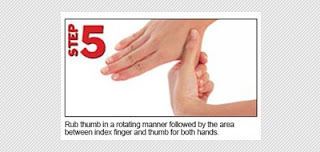 STEP 5
Rub thumb in a rotating manner followed by the area
between index finger and thumb for both hands.